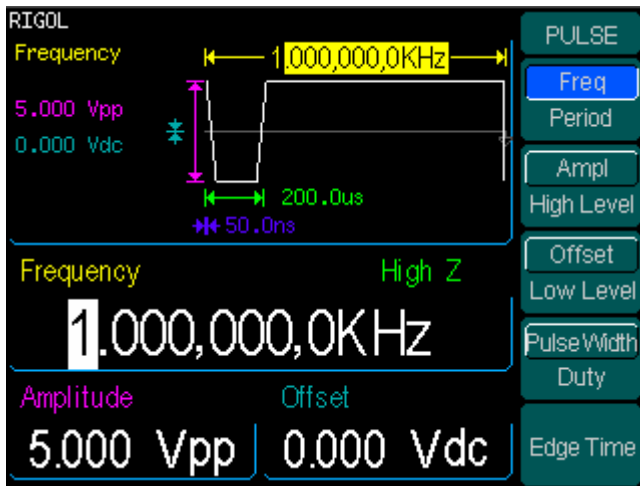 RIGOL
Frequency
1.000,000,0KHz
5.000 Vpp
0.000 Vdc
200.0us
50.0ns
Frequency
High Z
1.000,000,0KHz
Amplitude
Offset
5.000 Vpp
0.000 Vdc
PULSE
Freq
Period
Ampl
High Level
Offset
Low Level
PulseWidth
Duty
Edge Time